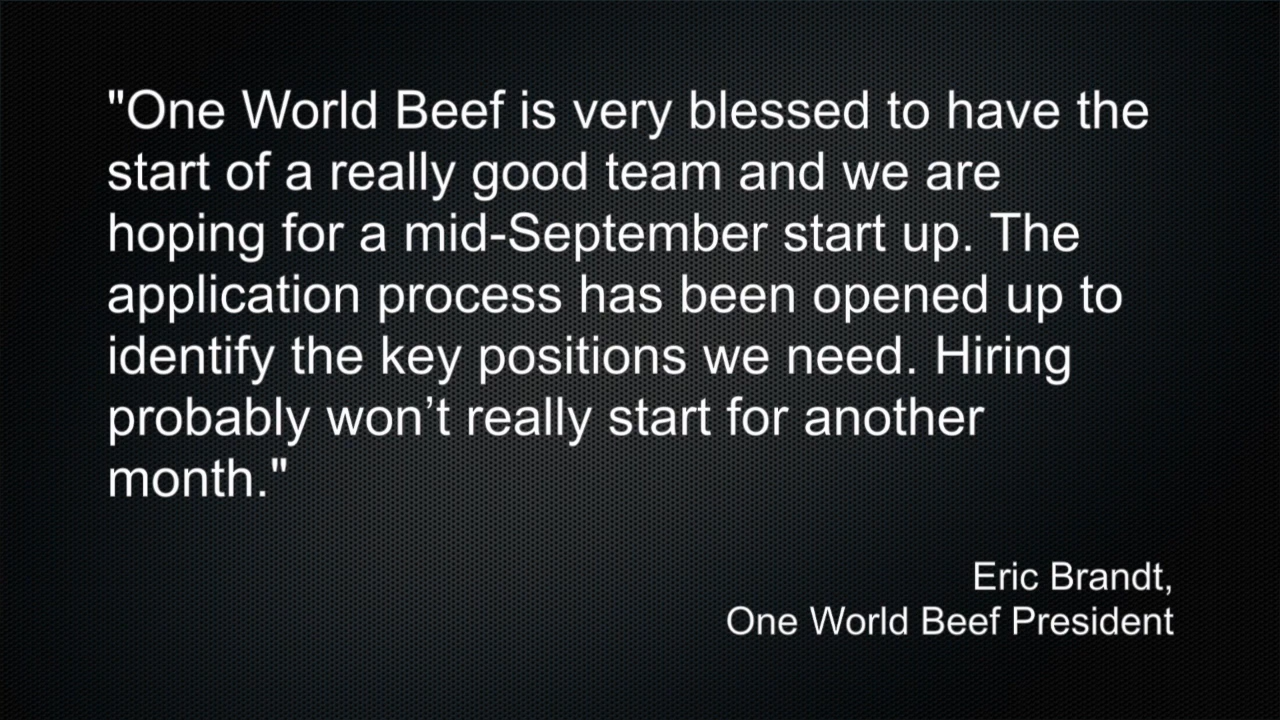 "One World Beef is very blessed to have the
start of a really good team and we are
hoping for a mid-September start up. The
application process has been opened up to
identify the key positions we need. Hiring
probably won’t really start for another
month."
Eric Brandt,
One World Beef President